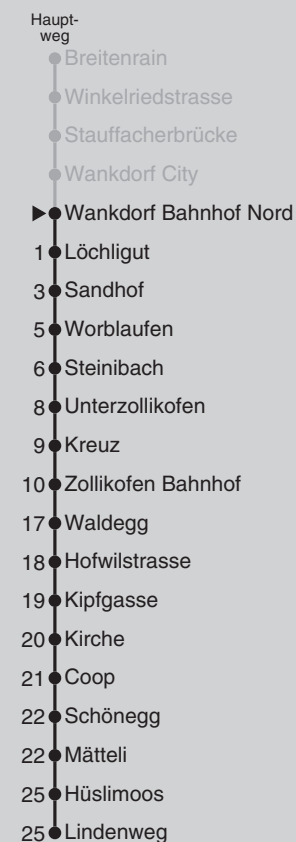 Haupt-
weg
Breitenrain
Winkelriedstrasse
Stauffacherbrücke
Wankdorf City
Wankdorf Bahnhof Nord
1 Löchligut
3 Sandhof
5 Worblaufen
6 Steinibach
8 Unterzollikofen
9 Kreuz
10 Zollikofen Bahnhof
17 Waldegg
18 Hofwilstrasse
19 Kipfgasse
20 Kirche
21 Coop
22 Schönegg
22 Mätteli
25 Hüslimoos
25 Lindenweg